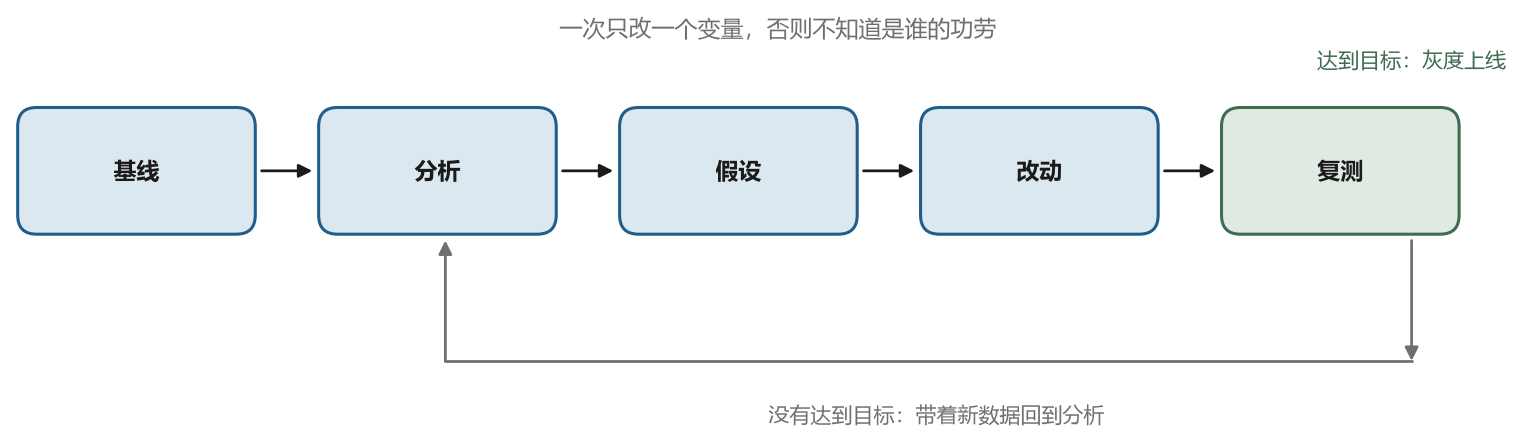 一次只改一个变量，否则不知道是谁的功劳
达到目标：灰度上线
基线
分析
假设
改动
复测
没有达到目标：带着新数据回到分析